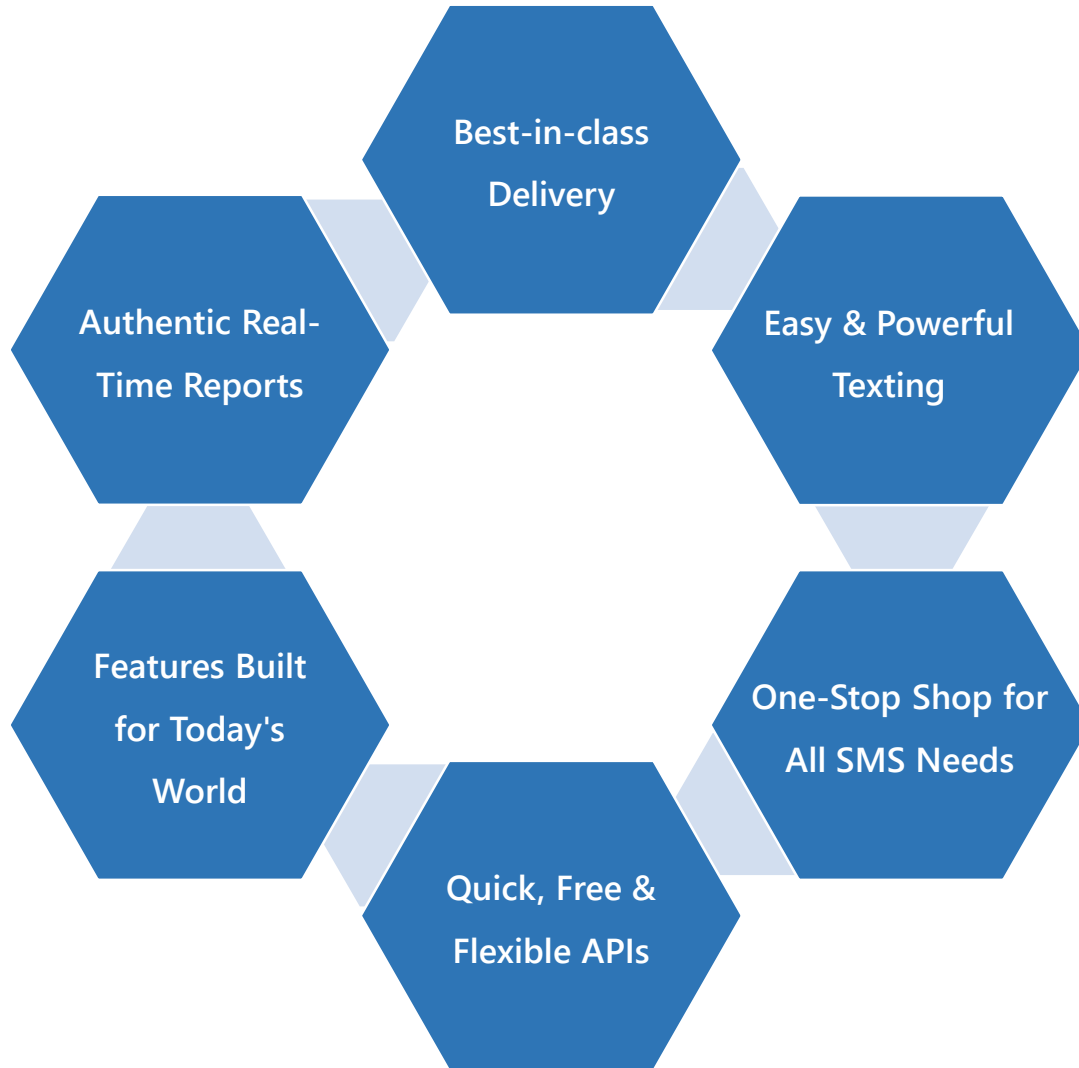 Best-in-class
Delivery
Easy & Powerful
Texting
One-Stop Shop for
All SMS Needs
Quick, Free &
Flexible APIs
Features Built
for Today's
World
Authentic Real-
Time Reports